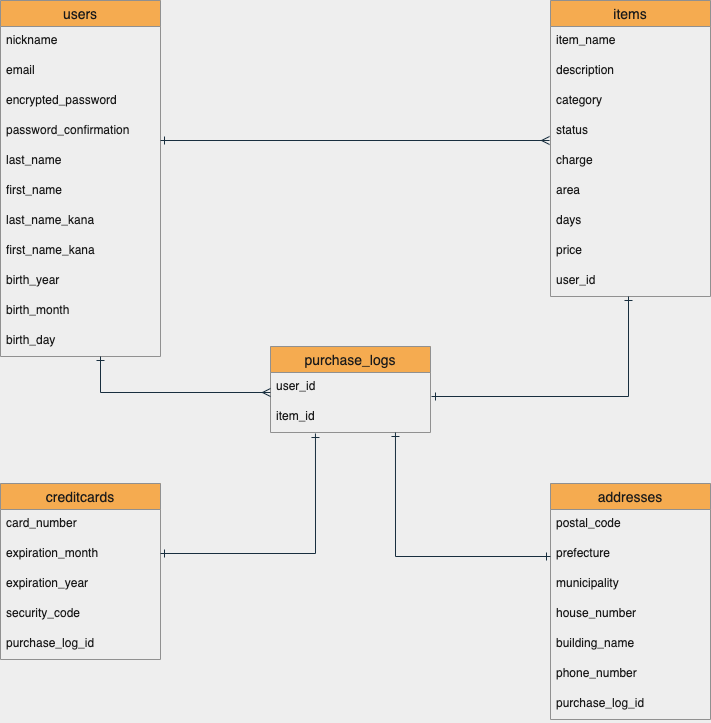 users
nickname
email
encrypted_password
password_confirmation
last_name
first_name
last_name_kana
first_name_kana
birth_year
birth_month
birth_day
items
item_name
description
category
status
charge
area
days
price
user_id
purchase_logs
user_id
item_id
creditcards
card_number
expiration_month
expiration_year
security_code
purchase_log_id
addresses
postal_code
prefecture
municipality
house_number
building_name
phone_number
purchase_log_id